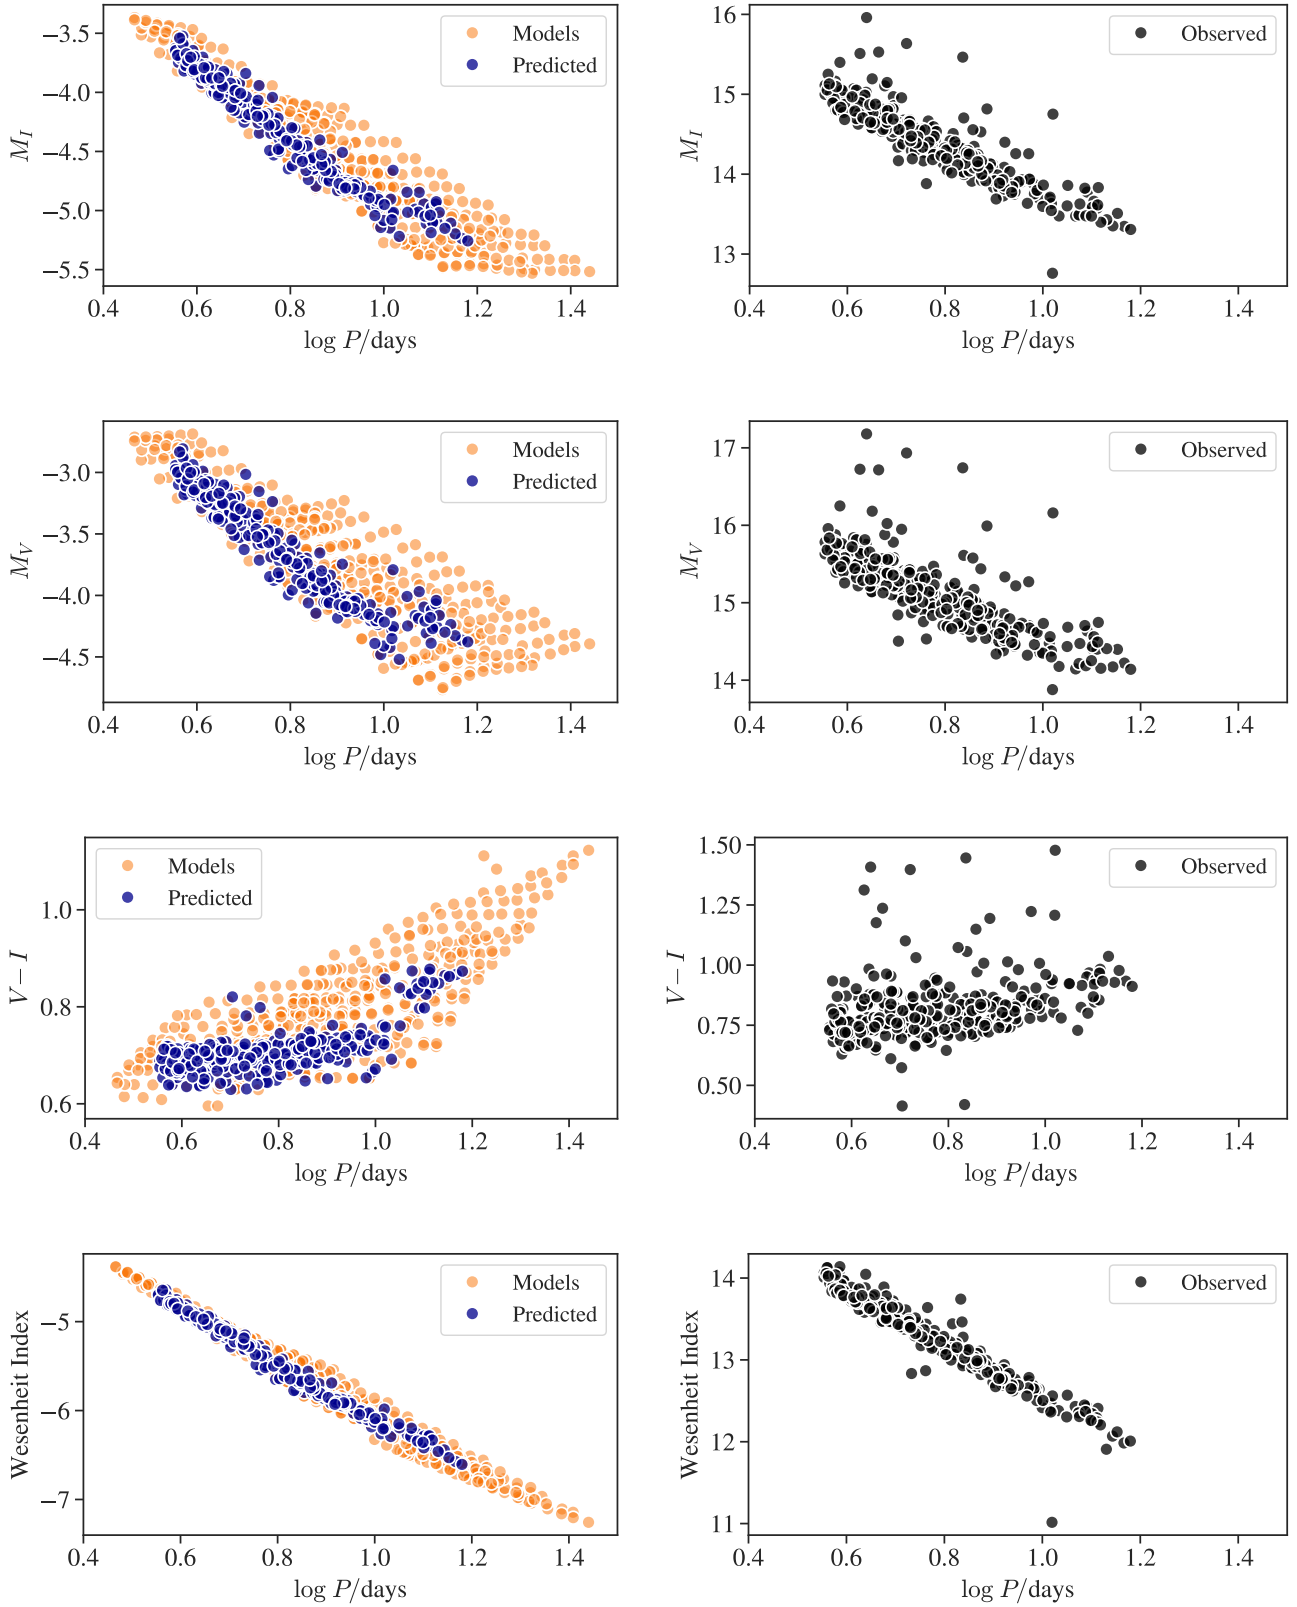 −3.5
−4.0
−4.5
−5.0
−5.5
M_I
0.4 0.6 0.8 1.0 1.2 1.4
log P/days
Models
Predicted
16
15
14
13
M_I
0.4 0.6 0.8 1.0 1.2 1.4
log P/days
Observed
−3.0
−3.5
−4.0
−4.5
M_V
0.4 0.6 0.8 1.0 1.2 1.4
log P/days
Models
Predicted
17
16
15
14
M_V
0.4 0.6 0.8 1.0 1.2 1.4
log P/days
Observed
1.0
0.8
0.6
V − I
0.4 0.6 0.8 1.0 1.2 1.4
log P/days
Models
Predicted
1.50
1.25
1.00
0.75
0.50
V − I
0.4 0.6 0.8 1.0 1.2 1.4
log P/days
Observed
−5
−6
−7
Wesenheit Index
0.4 0.6 0.8 1.0 1.2 1.4
log P/days
Models
Predicted
14
13
12
11
Wesenheit Index
0.4 0.6 0.8 1.0 1.2 1.4
log P/days
Observed